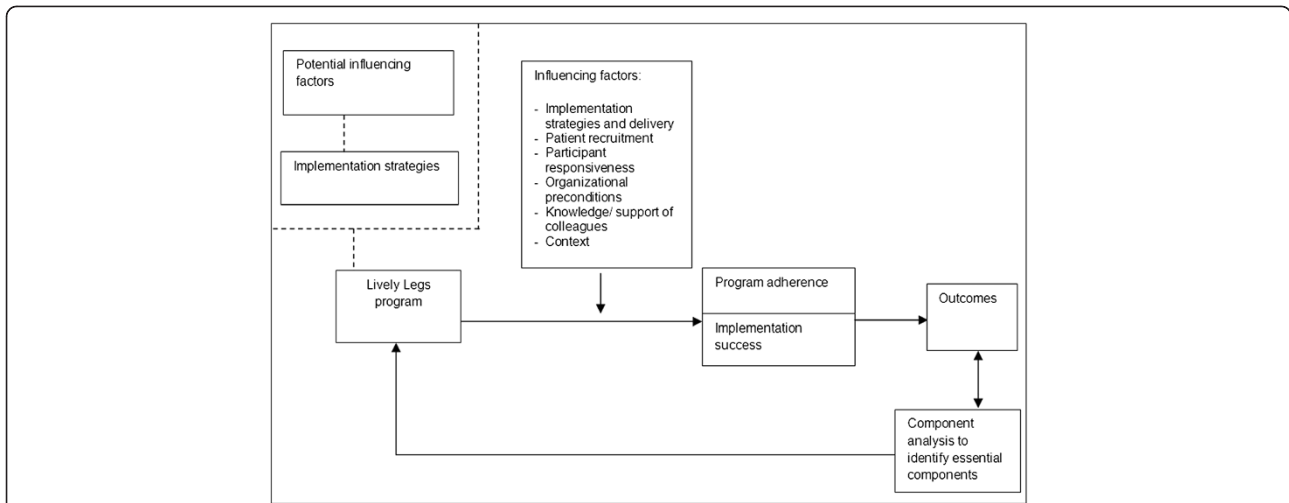 Potential influencing
factors
Implementation strategies
Influencing factors:
- Implementation
strategies and delivery
- Patient recruitment
- Participant
responsiveness
- Organizational
preconditions
- Knowledge/ support of
colleagues
- Context
Lively Legs
program
Program adherence
Implementation
success
Outcomes
Component
analysis to
identify essential
components